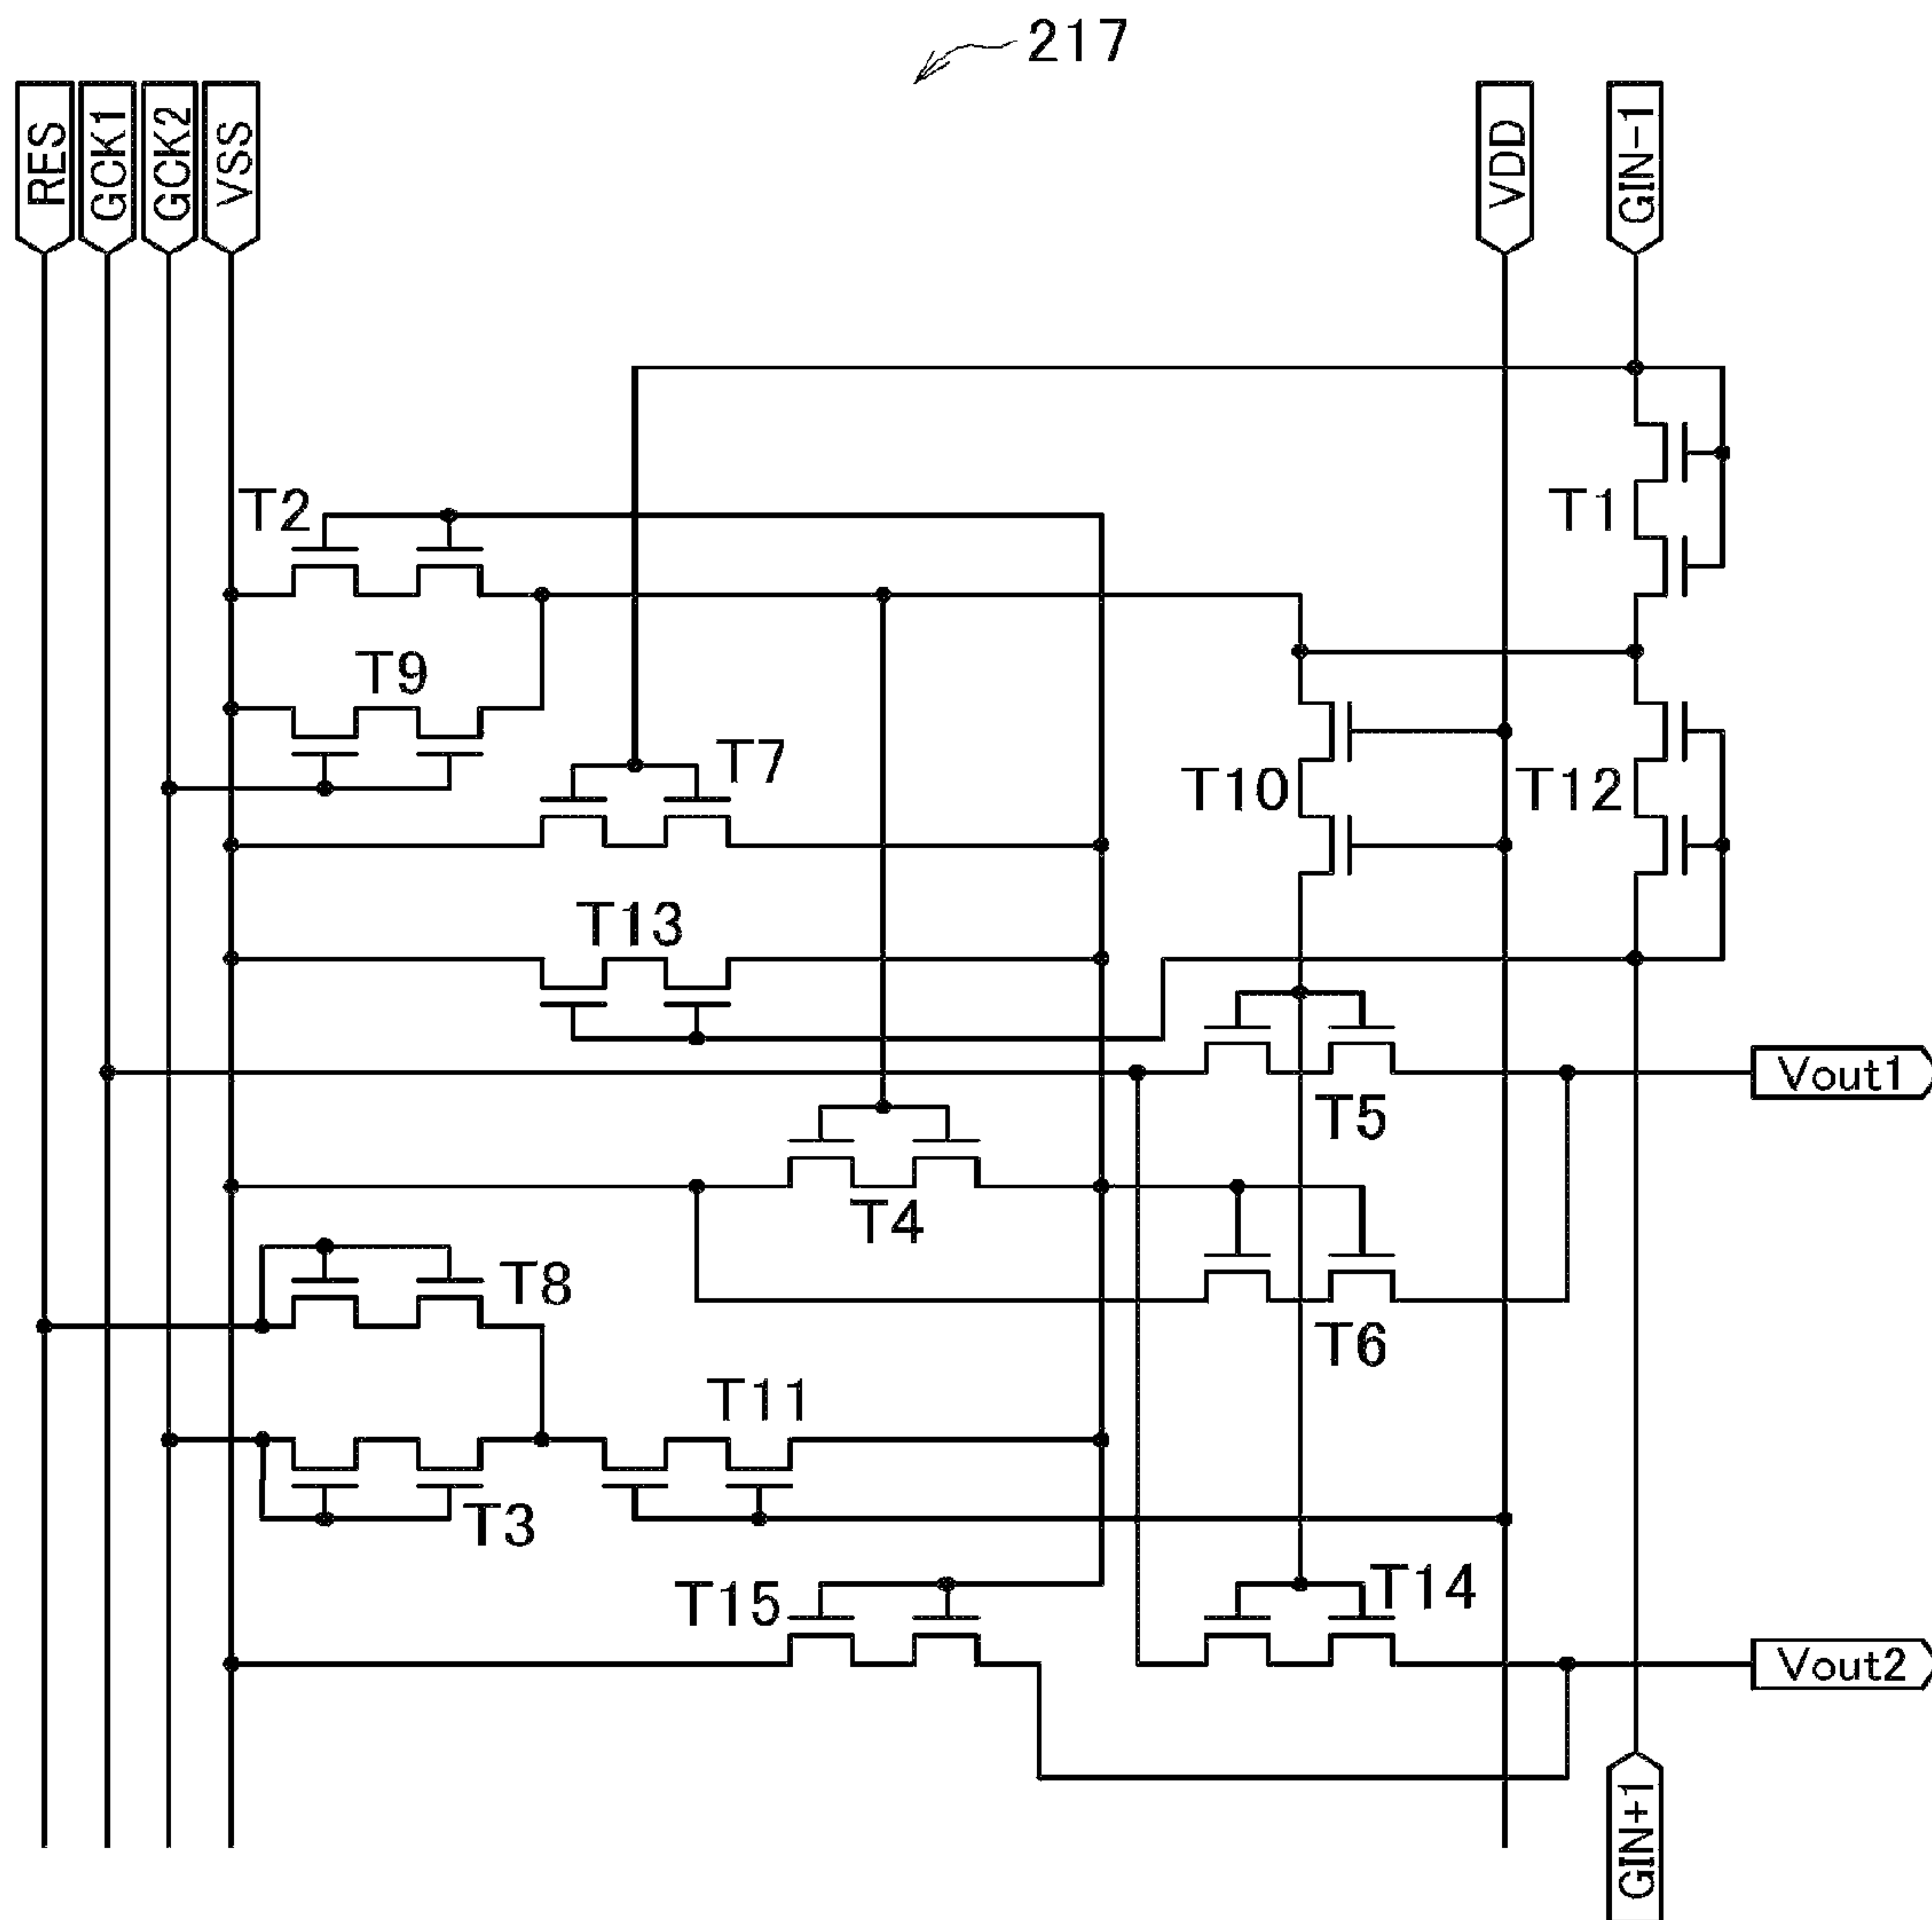 217
RES
GCK1
GCK2
VSS
VDD
GIN-1
T2
T1
T9
T7
T10
T12
T13
Vout1
T5
T4
T8
T6
T11
T3
T15
T14
Vout2
GIN+1